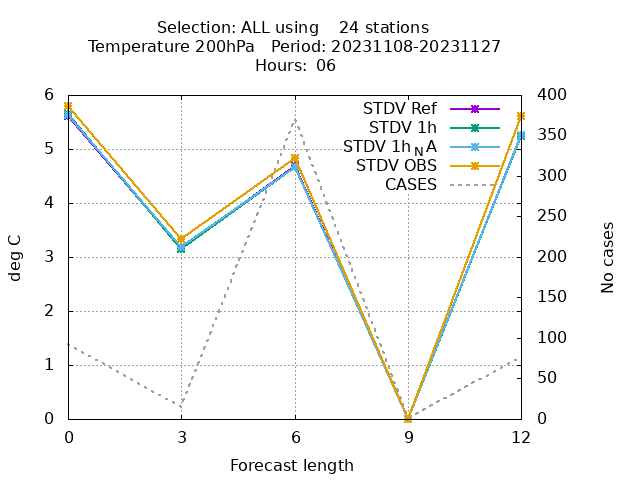 Selection: ALL using    24 stations
Temperature 200hPa   Period: 20231108-20231127
Hours: 06
6
5
4
3
2
1
0
deg C
STDV Ref
STDV 1h
STDV 1hNA
STDV OBS
CASES
400
350
300
250
200
150
100
50
0
No cases
0 3 6 9 12
Forecast length